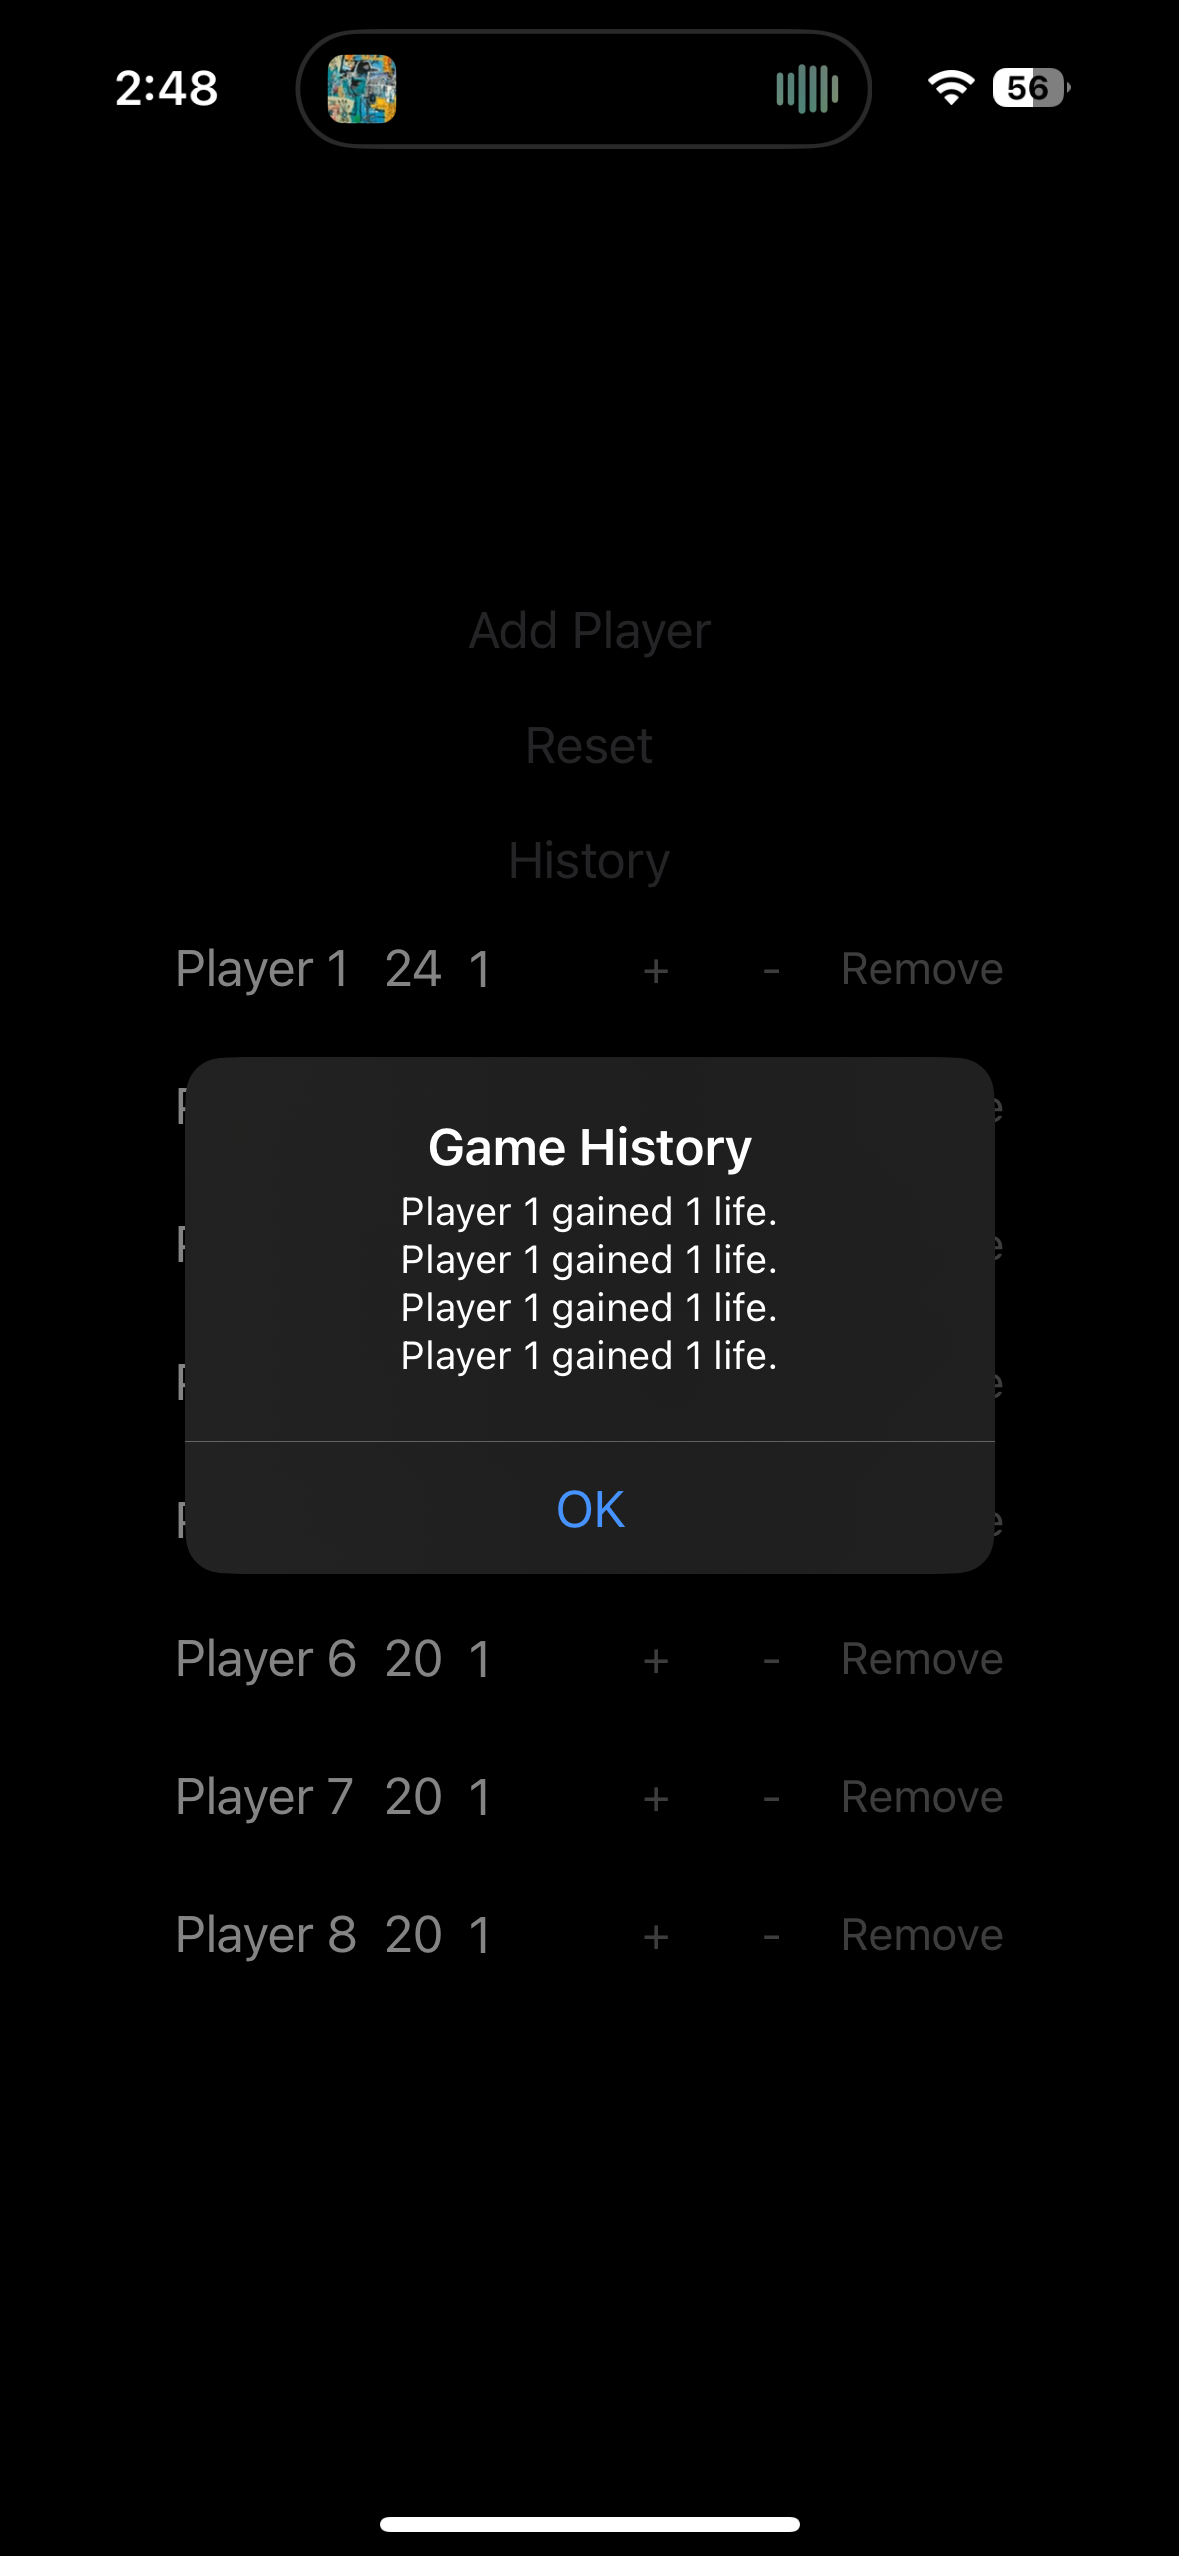 2:48
56
Add Player
Reset
History
Player 1 24 1 + - Remove
Game History
Player 1 gained 1 life.
Player 1 gained 1 life.
Player 1 gained 1 life.
Player 1 gained 1 life.
OK
Player 6 20 1 + - Remove
Player 7 20 1 + - Remove
Player 8 20 1 + - Remove